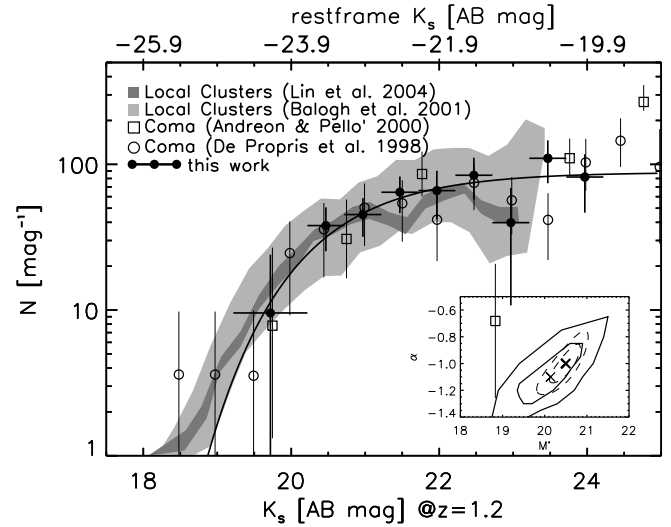 restframe Ks [AB mag]
−25.9 −23.9 −21.9 −19.9
Local Clusters (Lin et al. 2004)
Local Clusters (Balogh et al. 2001)
Coma (Andreon & Pello' 2000)
Coma (De Propris et al. 1998)
this work
100
10
1
N [mag⁻¹]
−0.6
−0.8
−1.0
−1.2
−1.4
α
18 19 20 21 22
M*
18 20 22 24
Ks [AB mag] @z=1.2